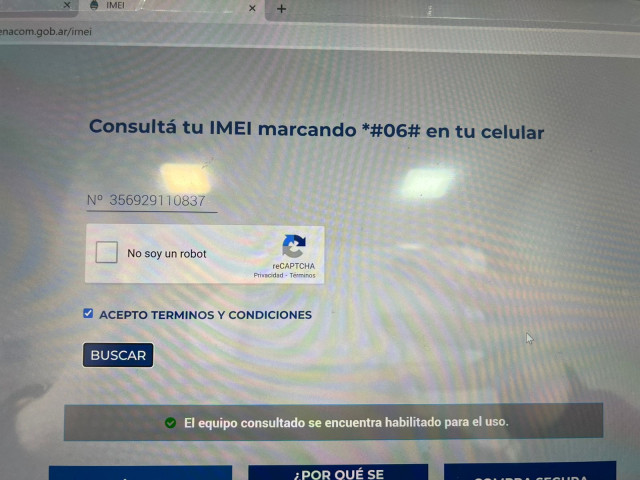 IMEI
enacom.gob.ar/imei
Consultá tu IMEI marcando *#06# en tu celular
Nº 356929110837
No soy un robot
reCAPTCHA
Privacidad - Términos
ACEPTO TERMINOS Y CONDICIONES
BUSCAR
El equipo consultado se encuentra habilitado para el uso.
¿POR QUÉ SE
COMPRA SEGURA